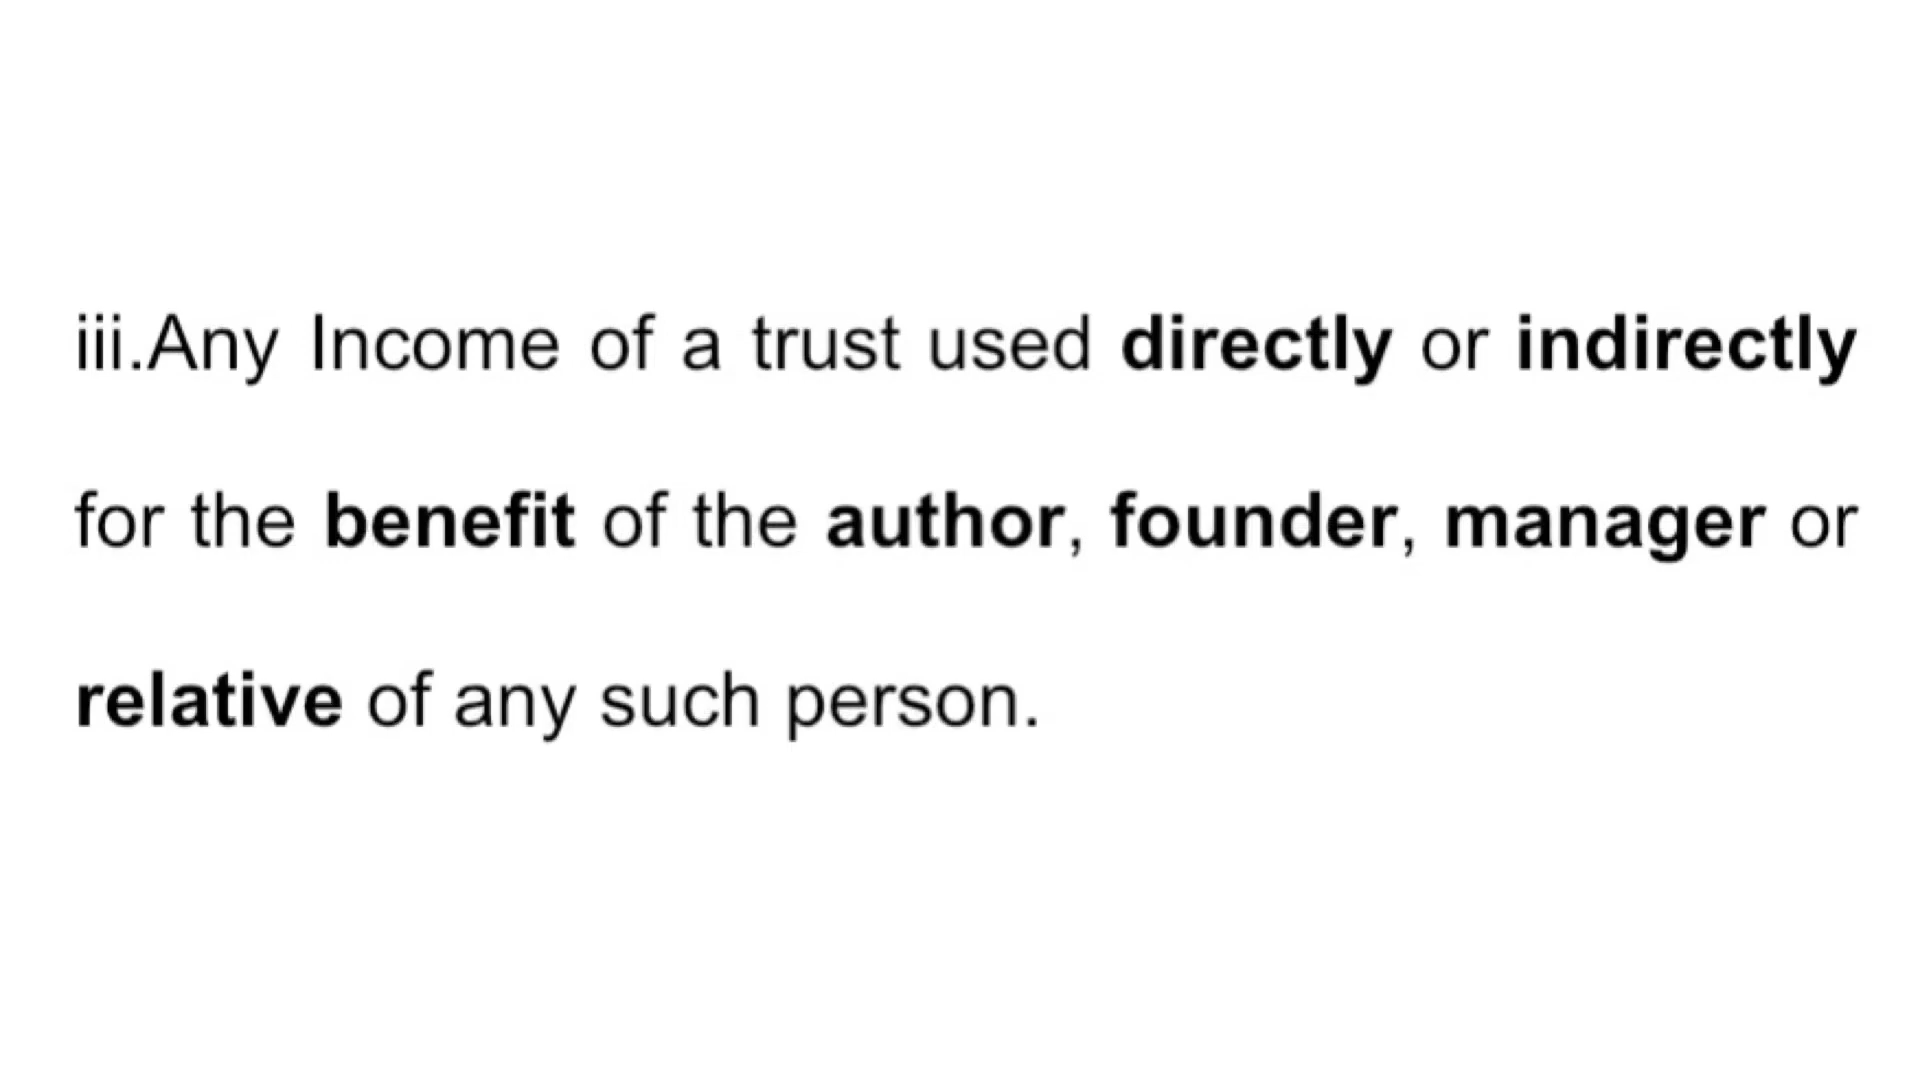 iii.Any Income of a trust used directly or indirectly
for the benefit of the author, founder, manager or
relative of any such person.